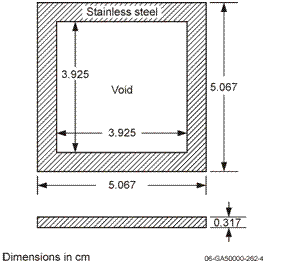 Stainless steel
3.925
Void
5.067
3.925
5.067
0.317
Dimensions in cm
06-GA50000-262-4